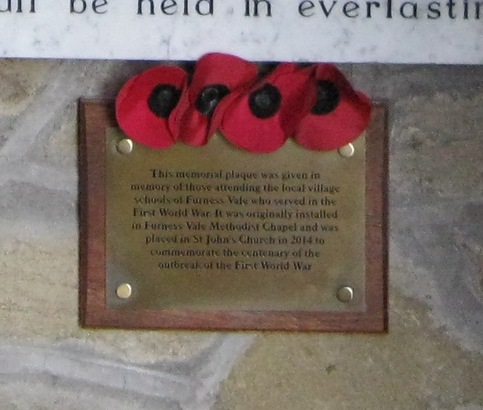 be held in everlastin
This memorial plaque was given in
memory of those attending the local village
schools of Furness Vale who served in the
First World War. It was originally installed
in Furness Vale Methodist Chapel and was
placed in St John's Church in 2014 to
commemorate the centenary of the
outbreak of the First World War